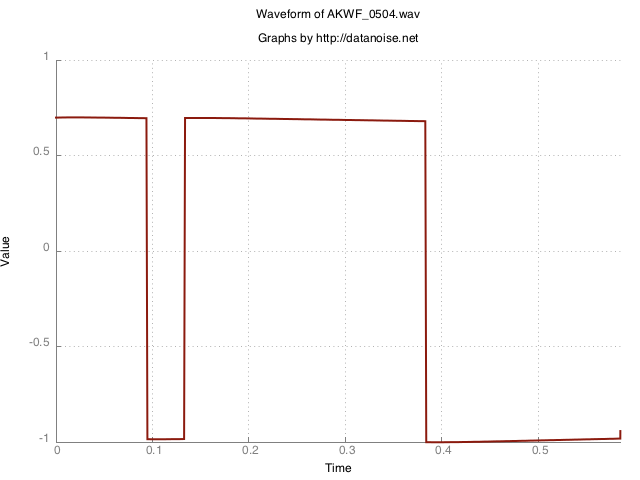 Waveform of AKWF_0504.wav
Graphs by http://datanoise.net
1
0.5
0
-0.5
-1
Value
0 0.1 0.2 0.3 0.4 0.5
Time